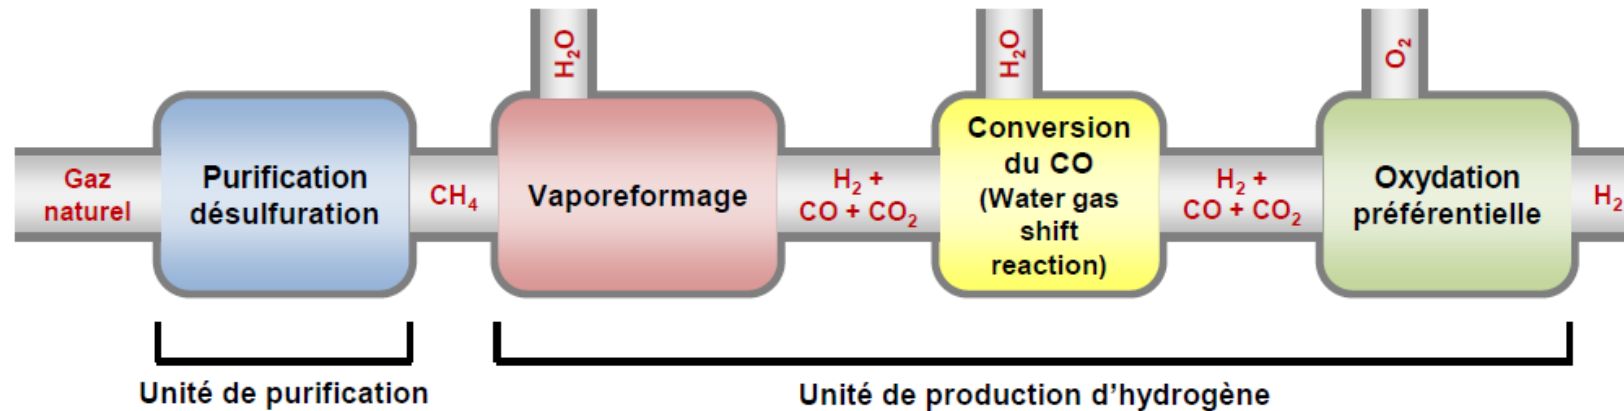 H₂O
H₂O
O₂
Gaz
naturel
Purification
désulfuration
CH₄
Vaporeformage
H₂ +
CO + CO₂
Conversion
du CO
(Water gas
shift
reaction)
H₂ +
CO + CO₂
Oxydation
préférentielle
H₂
Unité de purification
Unité de production d’hydrogène